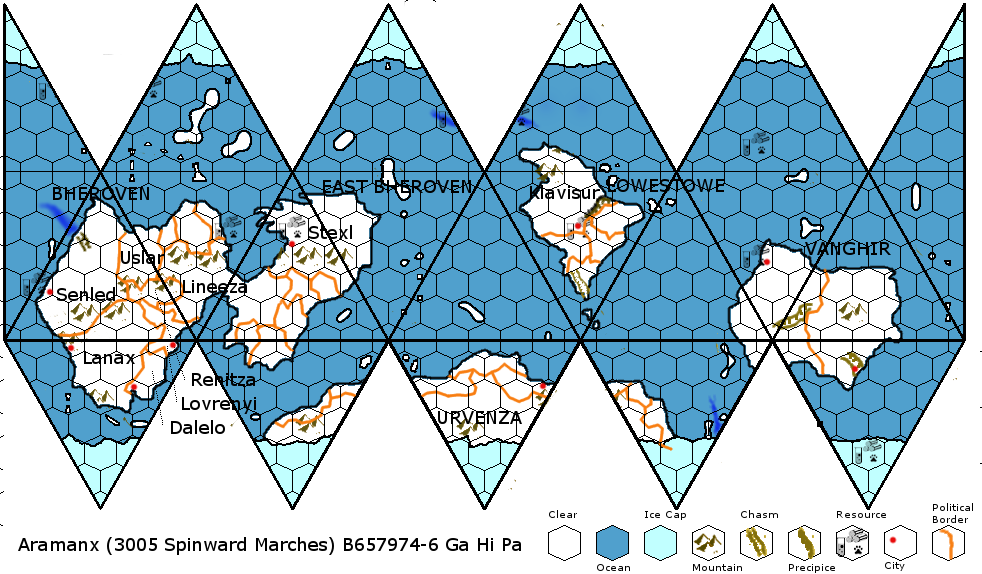 BHEROVEN
EAST BHEROVEN
Klavisur
LOWESTOWE
Stexl
Uslar
VANGHIR
Lineeza
Senled
Lanax
Renitza
Lovrenyi
URVENZA
Dalelo
Clear
Ice Cap
Chasm
Resource
Political
Border
Aramanx (3005 Spinward Marches) B657974-6 Ga Hi Pa
Ocean
Mountain
Precipice
City